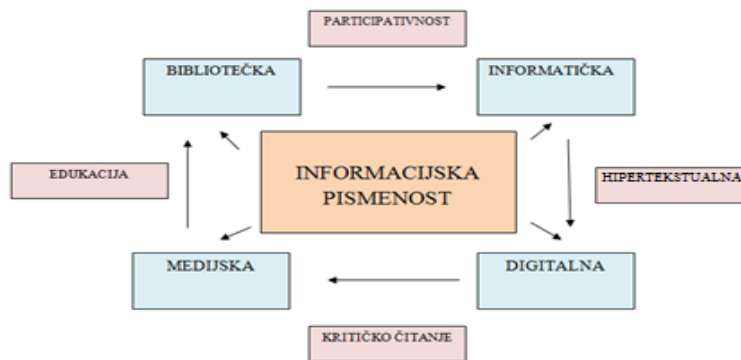 PARTICIPATIVNOST
BIBLIOTEČKA
INFORMATIČKA
INFORMACIJSKA
PISMENOST
EDUKACIJA
HIPERTEKSTUALNA
MEDIJSKA
DIGITALNA
KRITIČKO ČITANJE